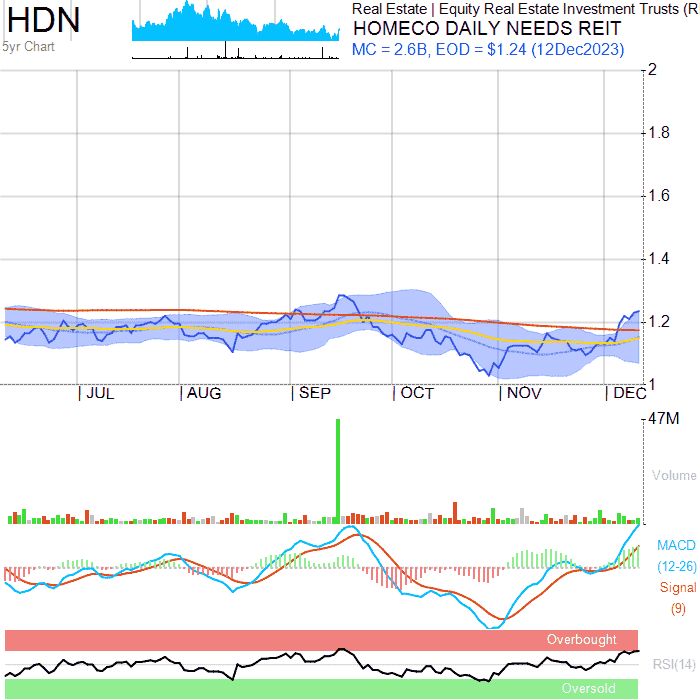 HDN
5yr Chart
Real Estate | Equity Real Estate Investment Trusts (R
HOMECO DAILY NEEDS REIT
MC = 2.6B, EOD = $1.24 (12Dec2023)
2
1.8
1.6
1.4
1.2
1
JUL AUG SEP OCT NOV DEC
47M
Volume
MACD
(12-26)
Signal
(9)
Overbought
RSI(14)
Oversold